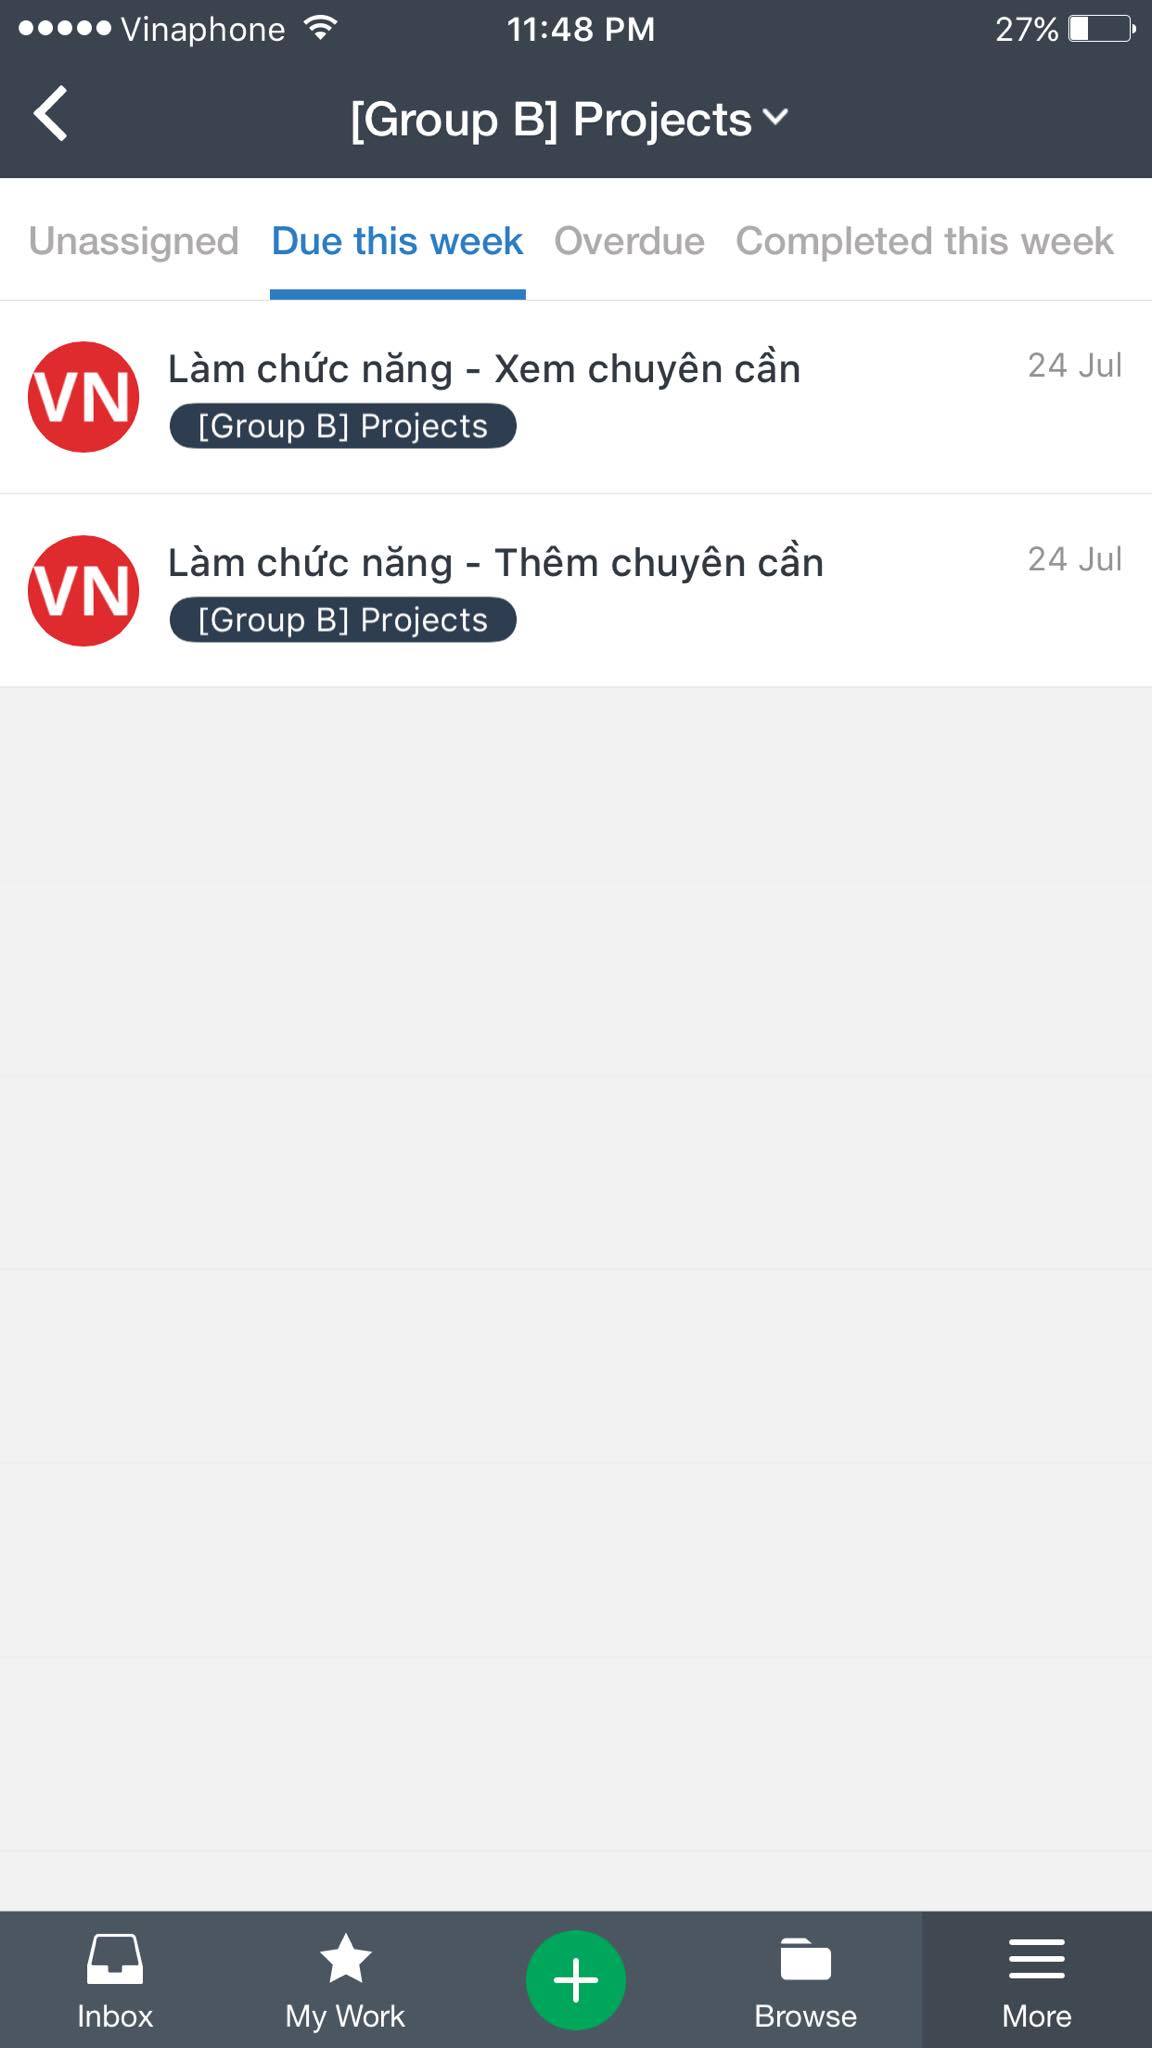 Vinaphone 11:48 PM 27%
[Group B] Projects
Unassigned Due this week Overdue Completed this week
VN Làm chức năng - Xem chuyên cần 24 Jul
[Group B] Projects
VN Làm chức năng - Thêm chuyên cần 24 Jul
[Group B] Projects
Inbox My Work Browse More